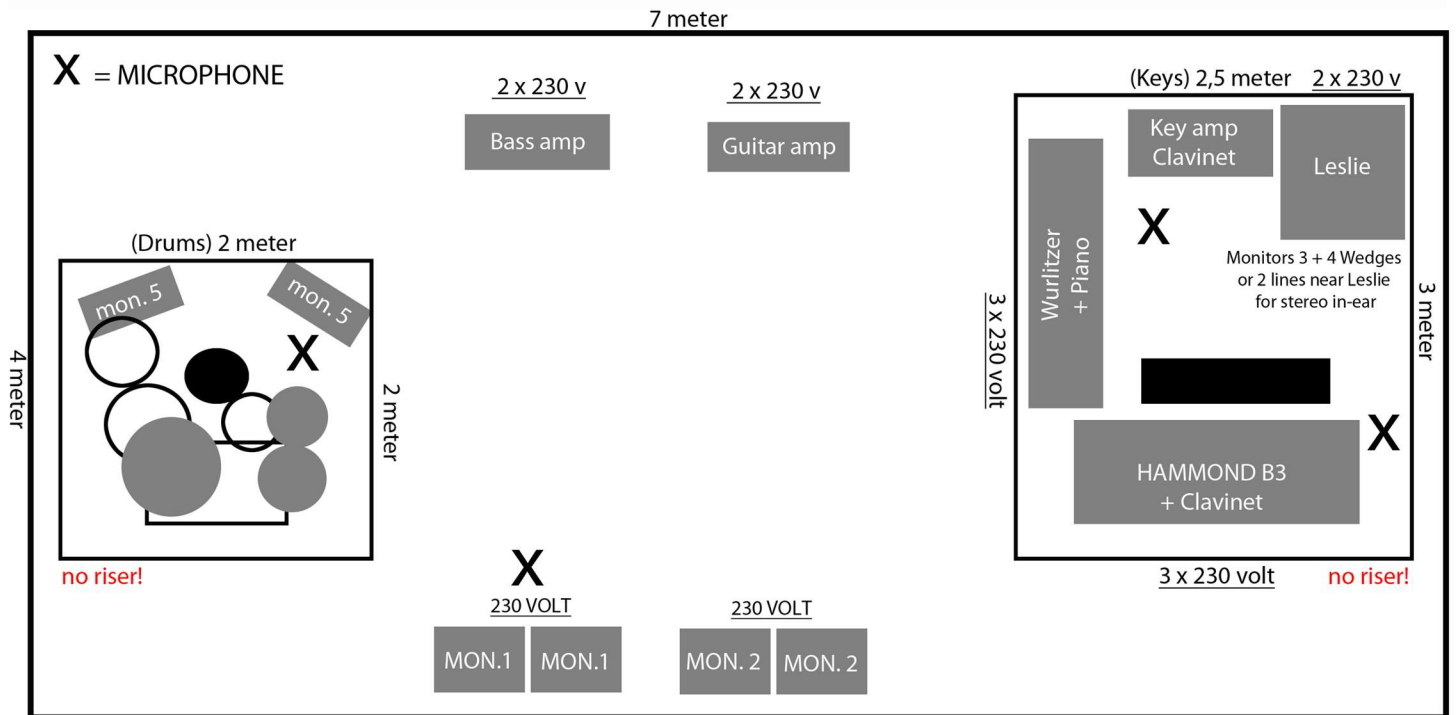 7 meter
X = MICROPHONE
2 x 230 v
2 x 230 v
(Keys) 2,5 meter
2 x 230 v
Bass amp
Guitar amp
Key amp
Clavinet
Leslie
Wurlitzer
+ Piano
X
Monitors 3 + 4 Wedges
or 2 lines near Leslie
for stereo in-ear
3 x 230 volt
3 meter
(Drums) 2 meter
mon. 5
mon. 5
X
4 meter
2 meter
X
HAMMOND B3
+ Clavinet
no riser!
X
3 x 230 volt
no riser!
230 VOLT
230 VOLT
MON.1
MON.1
MON. 2
MON. 2